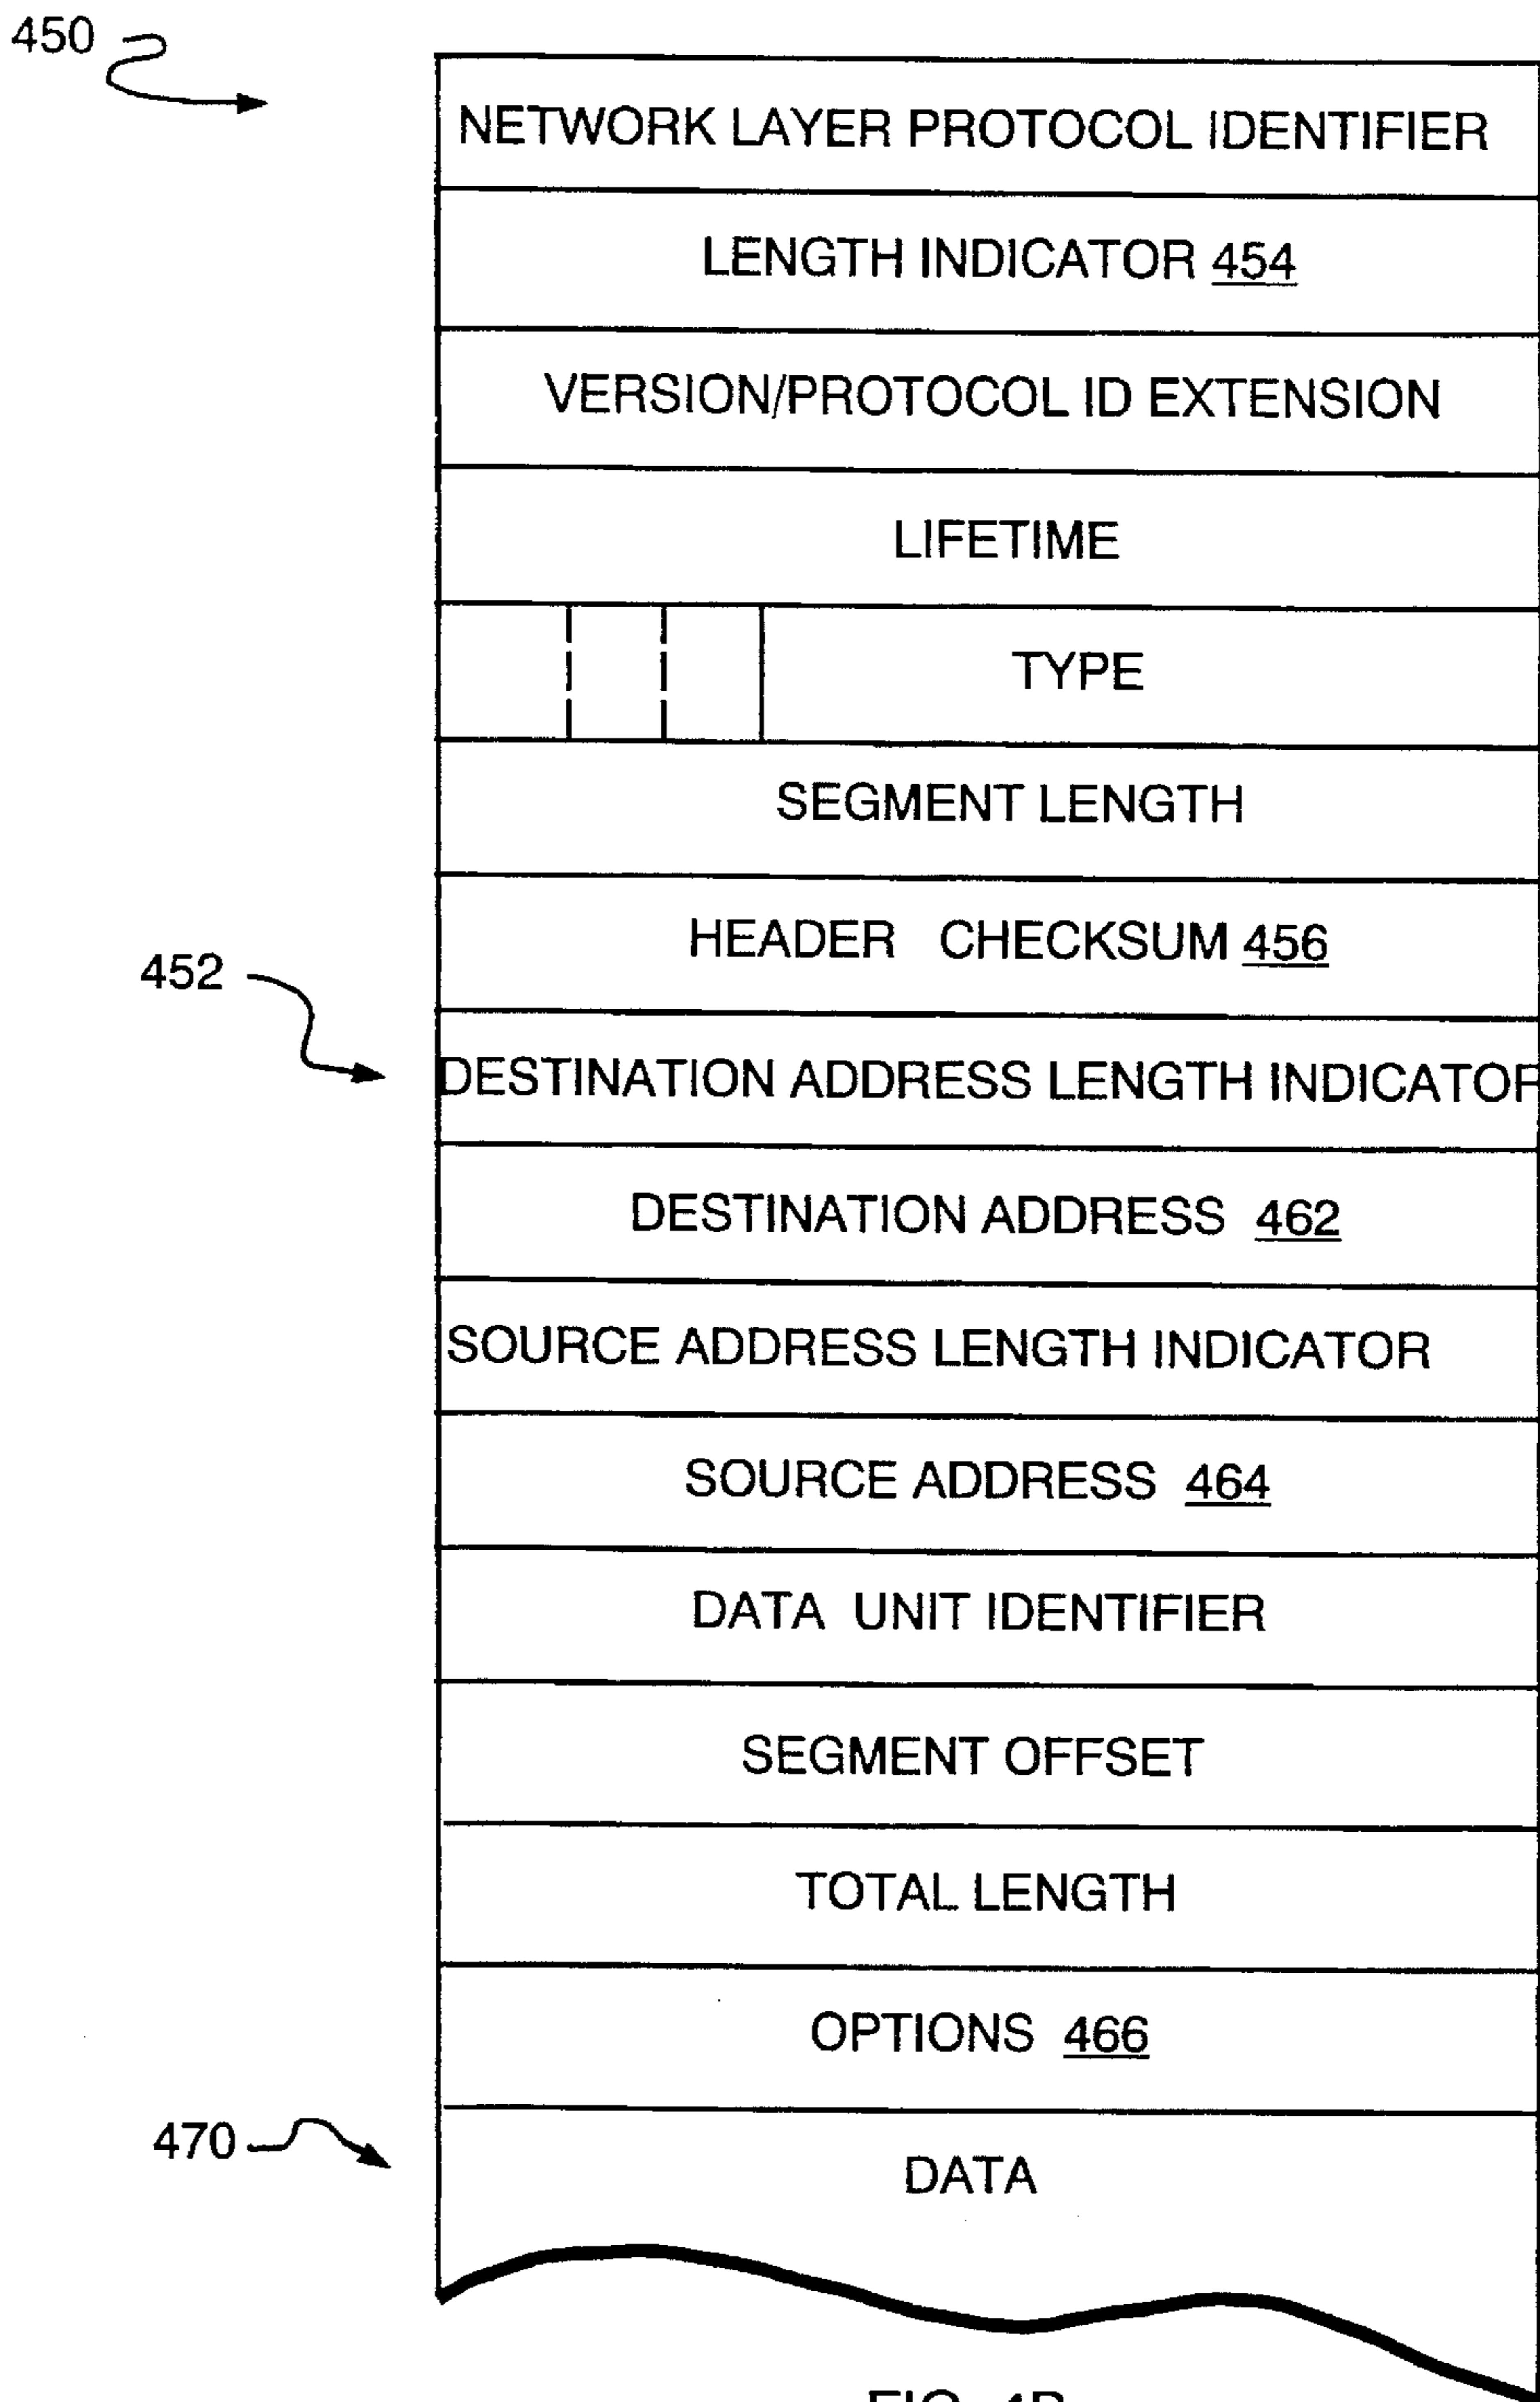 450
NETWORK LAYER PROTOCOL IDENTIFIER
LENGTH INDICATOR 454
VERSION/PROTOCOL ID EXTENSION
LIFETIME
TYPE
SEGMENT LENGTH
HEADER CHECKSUM 456
452
DESTINATION ADDRESS LENGTH INDICATOR
DESTINATION ADDRESS 462
SOURCE ADDRESS LENGTH INDICATOR
SOURCE ADDRESS 464
DATA UNIT IDENTIFIER
SEGMENT OFFSET
TOTAL LENGTH
OPTIONS 466
470
DATA
FIG. 4B